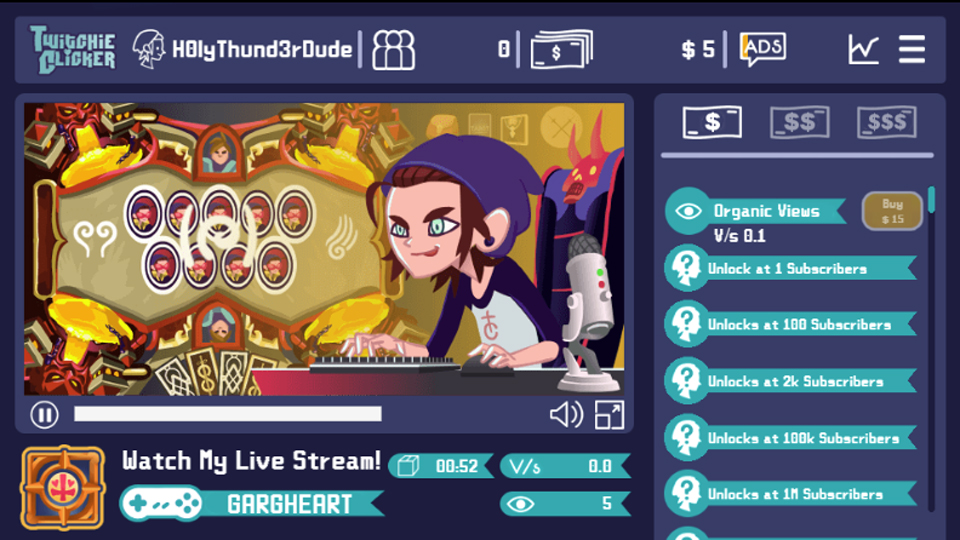 TWITCHIE
CLICKER
H0lyThund3rDude
0
$
$ 5
ADS
$
$$
$$$
Organic Views
V/s 0.1
Buy
$ 15
Unlock at 1 Subscribers
Unlocks at 100 Subscribers
Unlocks at 2k Subscribers
Unlocks at 100k Subscribers
Unlocks at 1M Subscribers
Watch My Live Stream!
00:52
V/s
0.0
GARGHEART
5